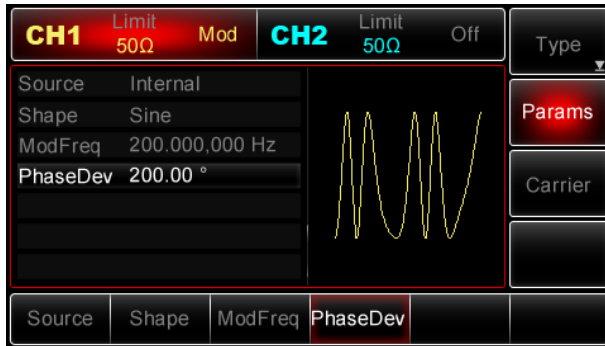 CH1 Limit 50Ω Mod CH2 Limit 50Ω Off
Type
Source Internal
Shape Sine
ModFreq 200.000,000 Hz
PhaseDev 200.00 °
Params
Carrier
Source Shape ModFreq PhaseDev